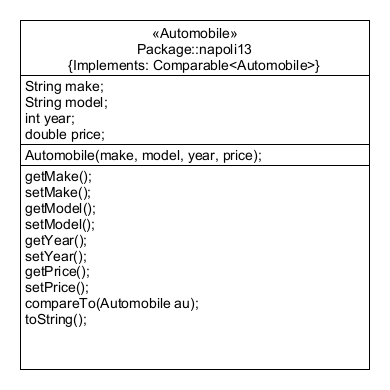 «Automobile»
Package::napoli13
{Implements: Comparable<Automobile>}
String make;
String model;
int year;
double price;
Automobile(make, model, year, price);
getMake();
setMake();
getModel();
setModel();
getYear();
setYear();
getPrice();
setPrice();
compareTo(Automobile au);
toString();